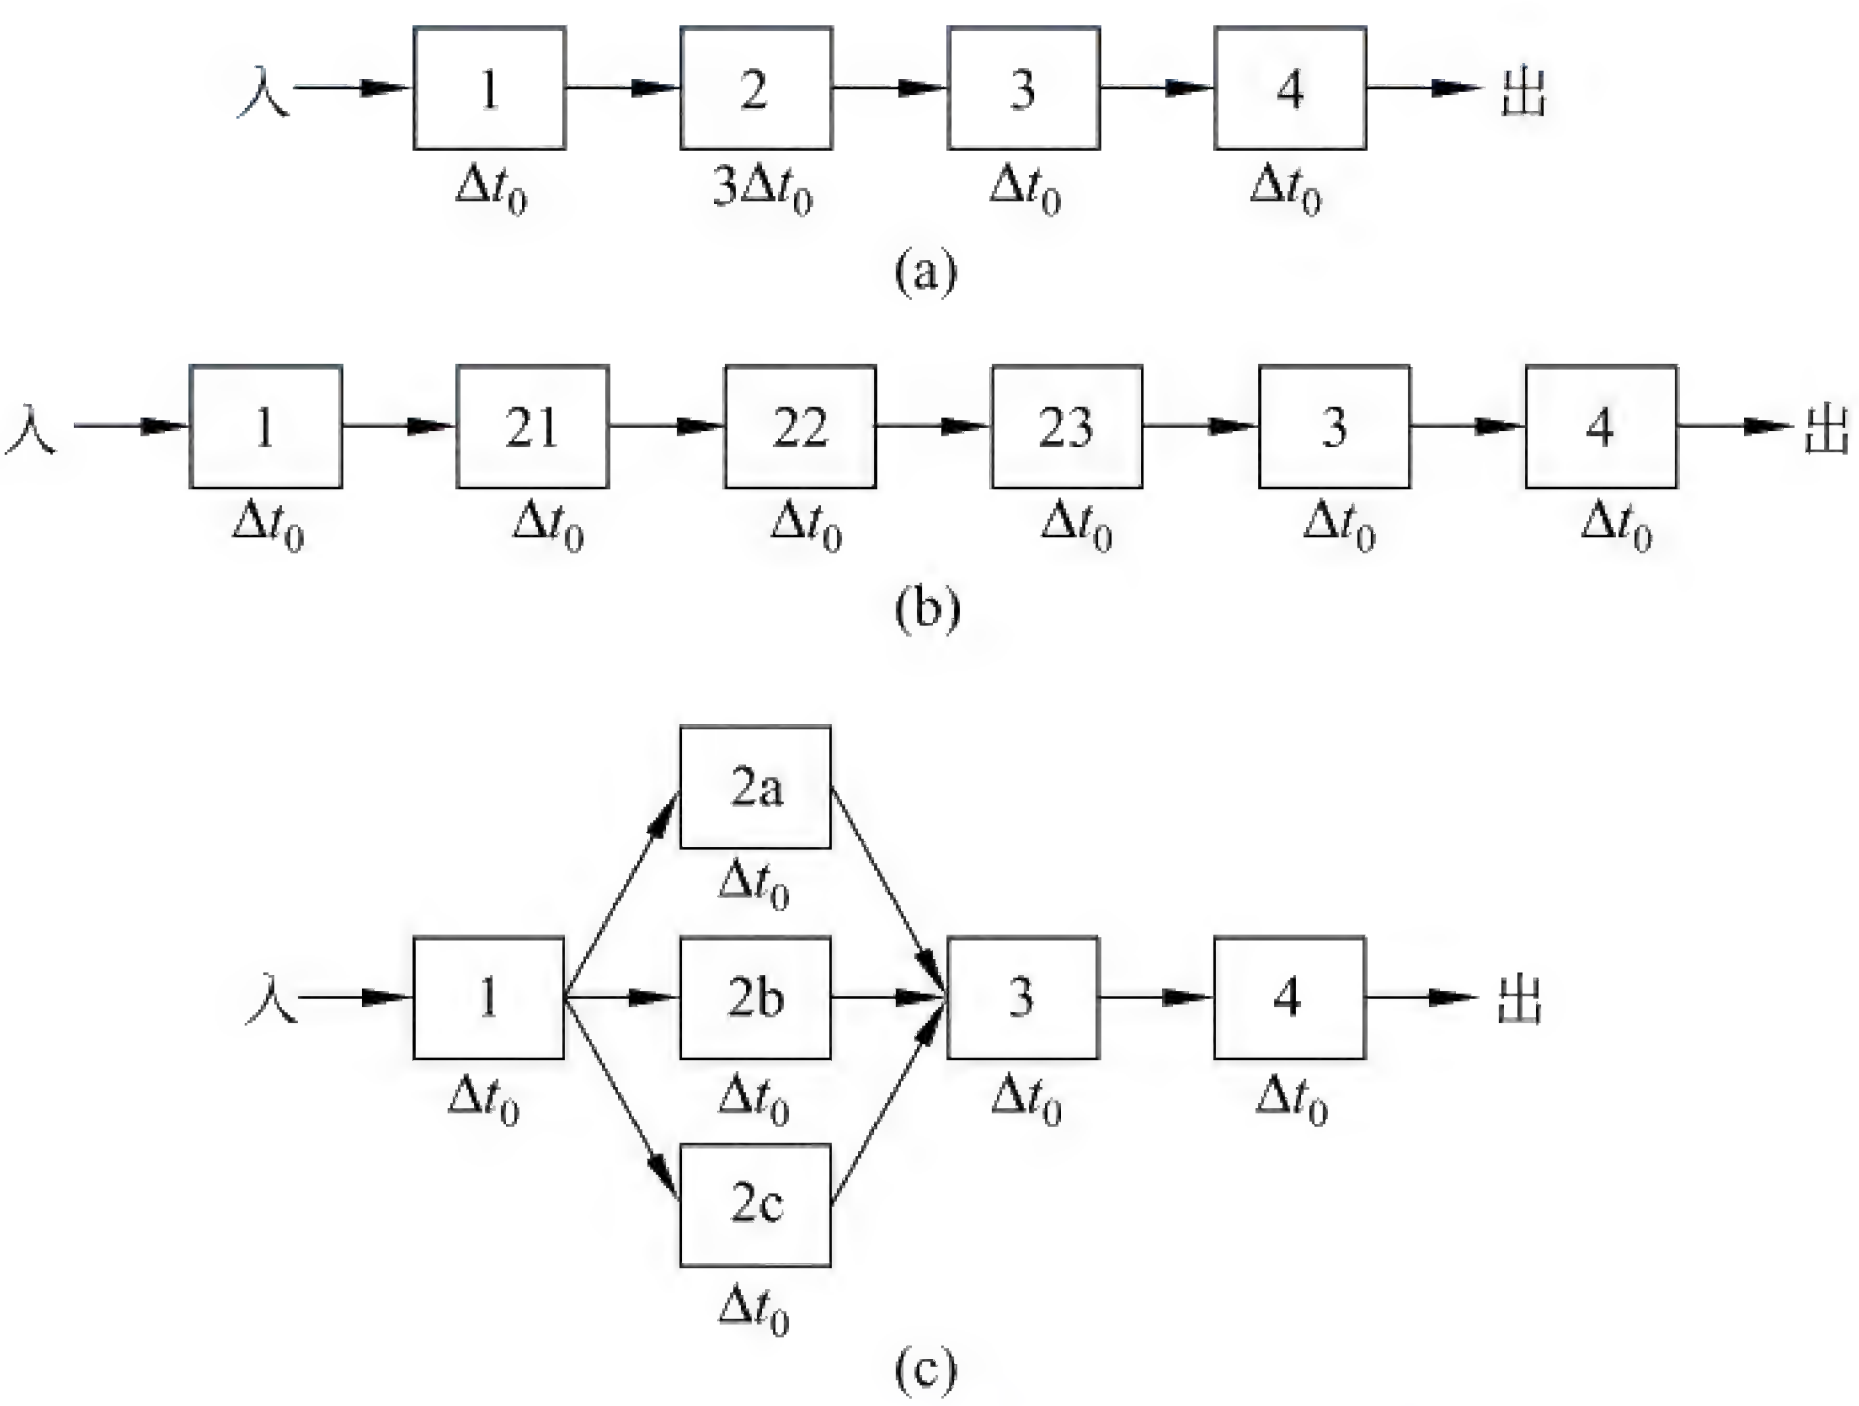 入 1 2 3 4 出
Δt₀ 3Δt₀ Δt₀ Δt₀
(a)
入 1 21 22 23 3 4 出
Δt₀ Δt₀ Δt₀ Δt₀ Δt₀ Δt₀
(b)
2a
Δt₀
入 1 2b 3 4 出
Δt₀ Δt₀ Δt₀ Δt₀
2c
Δt₀
(c)